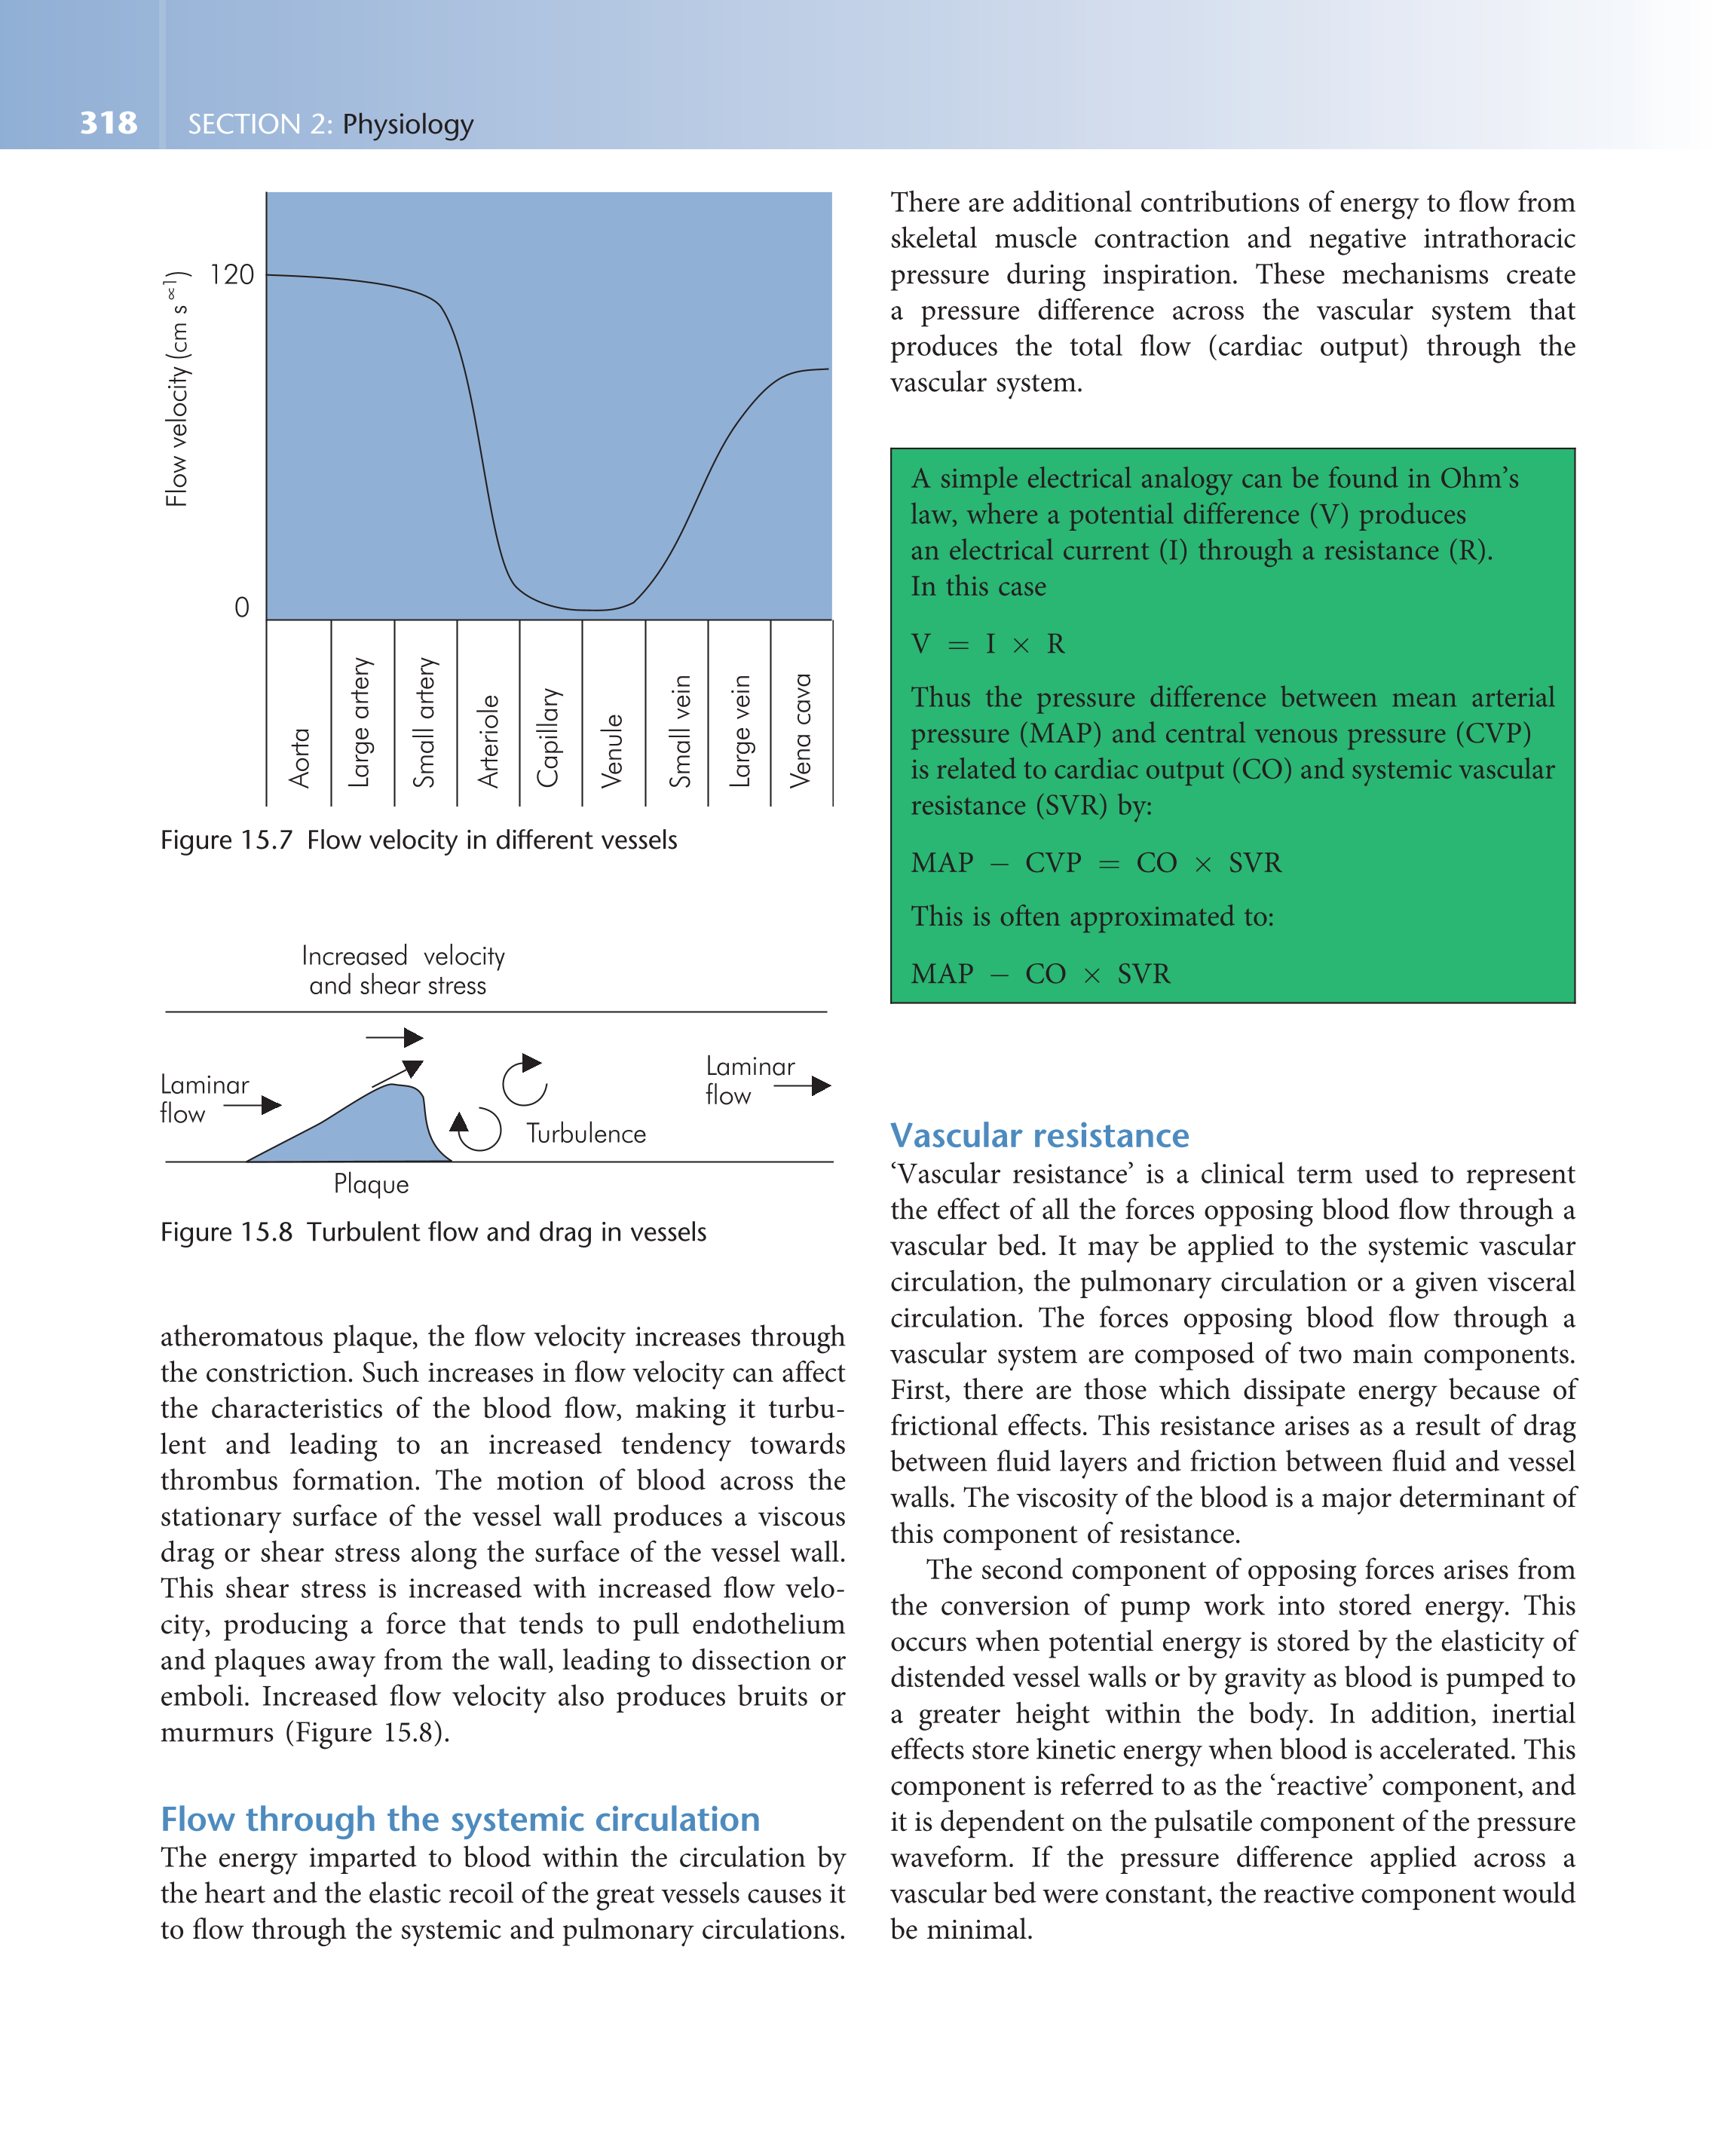 318 SECTION 2: Physiology
Flow velocity (cm s∝1)
120
0
Aorta
Large artery
Small artery
Arteriole
Capillary
Venule
Small vein
Large vein
Vena cava
Figure 15.7 Flow velocity in different vessels
Increased velocity
and shear stress
Laminar
flow
Laminar
flow
Turbulence
Plaque
Figure 15.8 Turbulent flow and drag in vessels
atheromatous plaque, the flow velocity increases through
the constriction. Such increases in flow velocity can affect
the characteristics of the blood flow, making it turbu-
lent and leading to an increased tendency towards
thrombus formation. The motion of blood across the
stationary surface of the vessel wall produces a viscous
drag or shear stress along the surface of the vessel wall.
This shear stress is increased with increased flow velo-
city, producing a force that tends to pull endothelium
and plaques away from the wall, leading to dissection or
emboli. Increased flow velocity also produces bruits or
murmurs (Figure 15.8).
Flow through the systemic circulation
The energy imparted to blood within the circulation by
the heart and the elastic recoil of the great vessels causes it
to flow through the systemic and pulmonary circulations.
There are additional contributions of energy to flow from
skeletal muscle contraction and negative intrathoracic
pressure during inspiration. These mechanisms create
a pressure difference across the vascular system that
produces the total flow (cardiac output) through the
vascular system.
A simple electrical analogy can be found in Ohm’s
law, where a potential difference (V) produces
an electrical current (I) through a resistance (R).
In this case
V = I × R
Thus the pressure difference between mean arterial
pressure (MAP) and central venous pressure (CVP)
is related to cardiac output (CO) and systemic vascular
resistance (SVR) by:
MAP − CVP = CO × SVR
This is often approximated to:
MAP − CO × SVR
Vascular resistance
‘Vascular resistance’ is a clinical term used to represent
the effect of all the forces opposing blood flow through a
vascular bed. It may be applied to the systemic vascular
circulation, the pulmonary circulation or a given visceral
circulation. The forces opposing blood flow through a
vascular system are composed of two main components.
First, there are those which dissipate energy because of
frictional effects. This resistance arises as a result of drag
between fluid layers and friction between fluid and vessel
walls. The viscosity of the blood is a major determinant of
this component of resistance.
The second component of opposing forces arises from
the conversion of pump work into stored energy. This
occurs when potential energy is stored by the elasticity of
distended vessel walls or by gravity as blood is pumped to
a greater height within the body. In addition, inertial
effects store kinetic energy when blood is accelerated. This
component is referred to as the ‘reactive’ component, and
it is dependent on the pulsatile component of the pressure
waveform. If the pressure difference applied across a
vascular bed were constant, the reactive component would
be minimal.